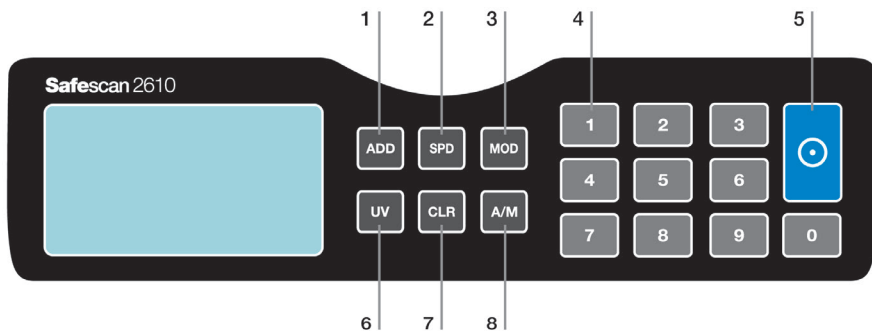 1 2 3 4 5
Safescan 2610
ADD SPD MOD 1 2 3
4 5 6
UV CLR A/M
7 8 9 0
6 7 8